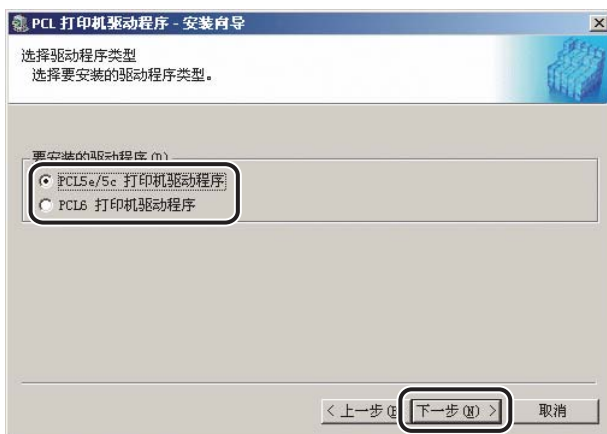 PCL 打印机驱动程序 - 安装向导
选择驱动程序类型
选择要安装的驱动程序类型。
要安装的驱动程序(D)
PCL5e/5c 打印机驱动程序
PCL6 打印机驱动程序
< 上一步(B
下一步(N) >
取消